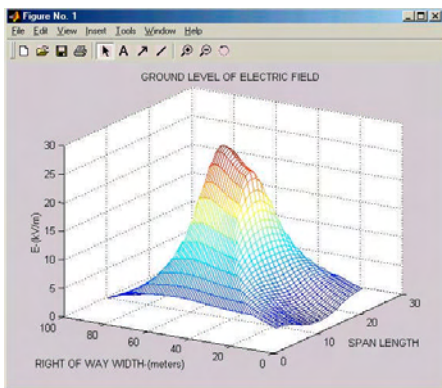 Figure No. 1
File Edit View Insert Tools Window Help
A
GROUND LEVEL OF ELECTRIC FIELD
30
25
20
15
10
5
0
E-(kV/m)
100
80
60
40
20
0
RIGHT OF WAY WIDTH-(meters)
0
10
20
30
SPAN LENGTH